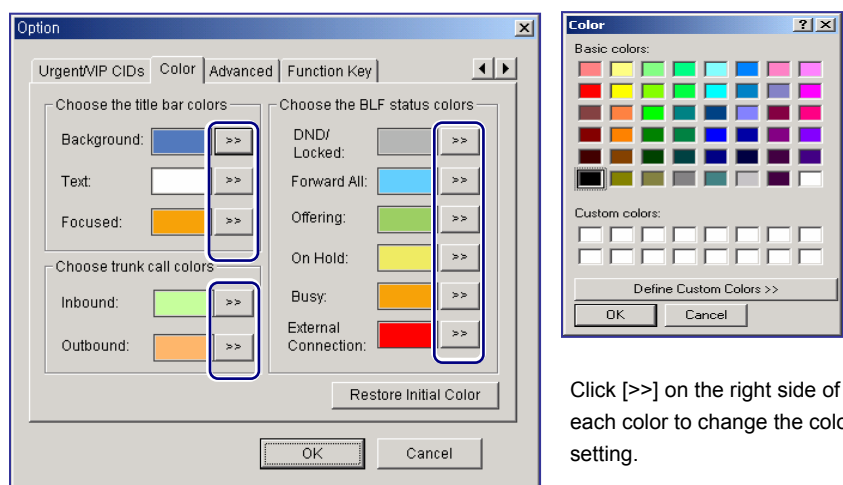 Option
Urgent/VIP CIDs Color Advanced Function Key
Choose the title bar colors
Background: >>
Text: >>
Focused: >>
Choose trunk call colors
Inbound: >>
Outbound: >>
Choose the BLF status colors
DND/
Locked: >>
Forward All: >>
Offering: >>
On Hold: >>
Busy: >>
External
Connection: >>
Restore Initial Color
OK Cancel
Color
Basic colors:
Custom colors:
Define Custom Colors >>
OK Cancel
Click [>>] on the right side of
each color to change the colo
setting.